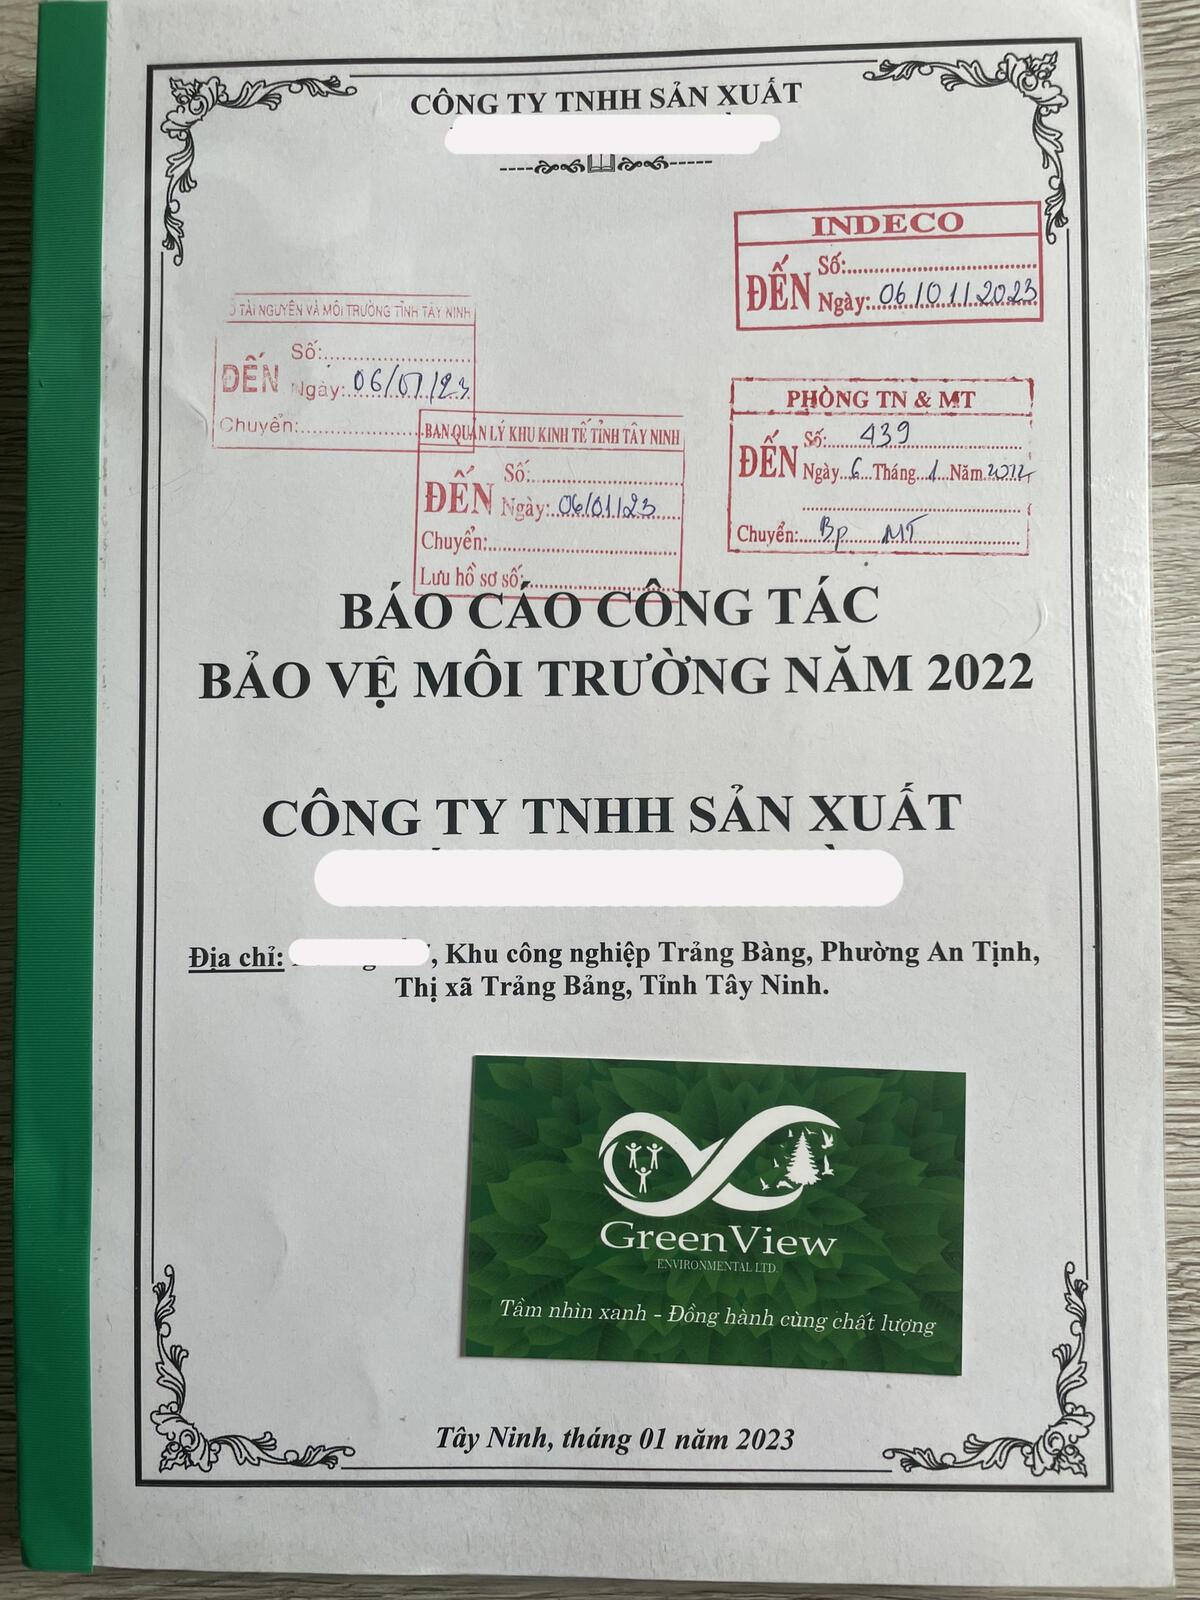 CÔNG TY TNHH SẢN XUẤT
INDECO
ĐẾN
Số:
Ngày: 06/01/2023
TÀI NGUYÊN VÀ MÔI TRƯỜNG TỈNH TÂY NINH
ĐẾN
Số:
Ngày: 06/01/23
Chuyển:
PHÒNG TN & MT
ĐẾN
Số: 439
Ngày 6 Tháng 1 Năm
Chuyển: Bp MT
BAN QUẢN LÝ KHU KINH TẾ TỈNH TÂY NINH
ĐẾN
Số:
Ngày: 06/01/23
Chuyển:
Lưu hồ sơ số:
BÁO CÁO CÔNG TÁC
BẢO VỆ MÔI TRƯỜNG NĂM 2022
CÔNG TY TNHH SẢN XUẤT
Địa chỉ: , Khu công nghiệp Trảng Bàng, Phường An Tịnh,
Thị xã Trảng Bảng, Tỉnh Tây Ninh.
GreenView
ENVIRONMENTAL LTD.
Tầm nhìn xanh - Đồng hành cùng chất lượng
Tây Ninh, tháng 01 năm 2023